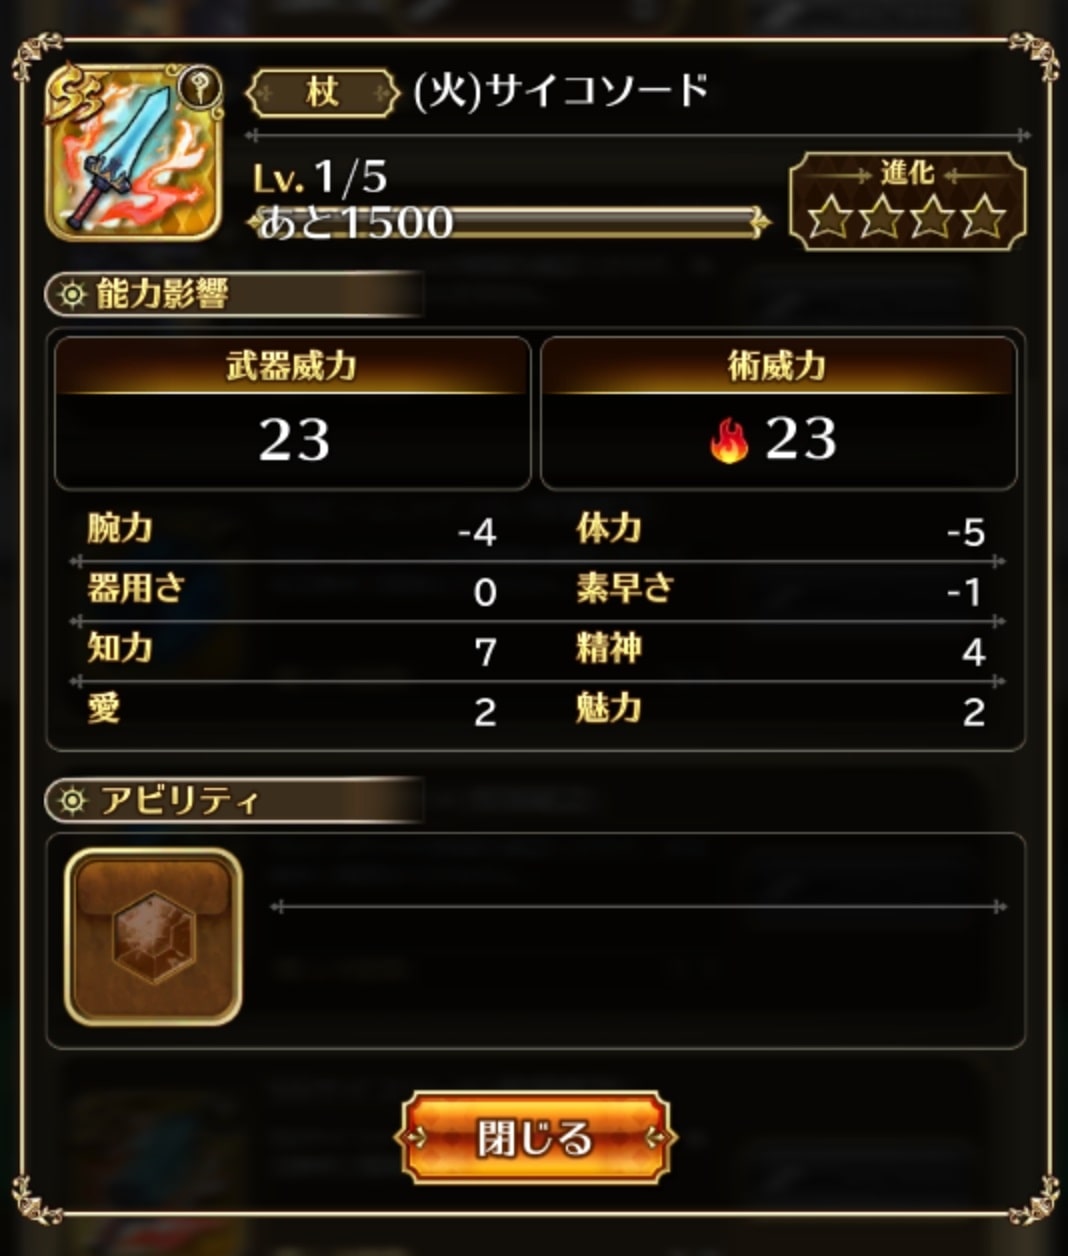 SS
杖
(火)サイコソード
Lv. 1/5
あと1500
進化
能力影響
武器威力
術威力
23
23
腕力 -4 体力 -5
器用さ 0 素早さ -1
知力 7 精神 4
愛 2 魅力 2
アビリティ
閉じる